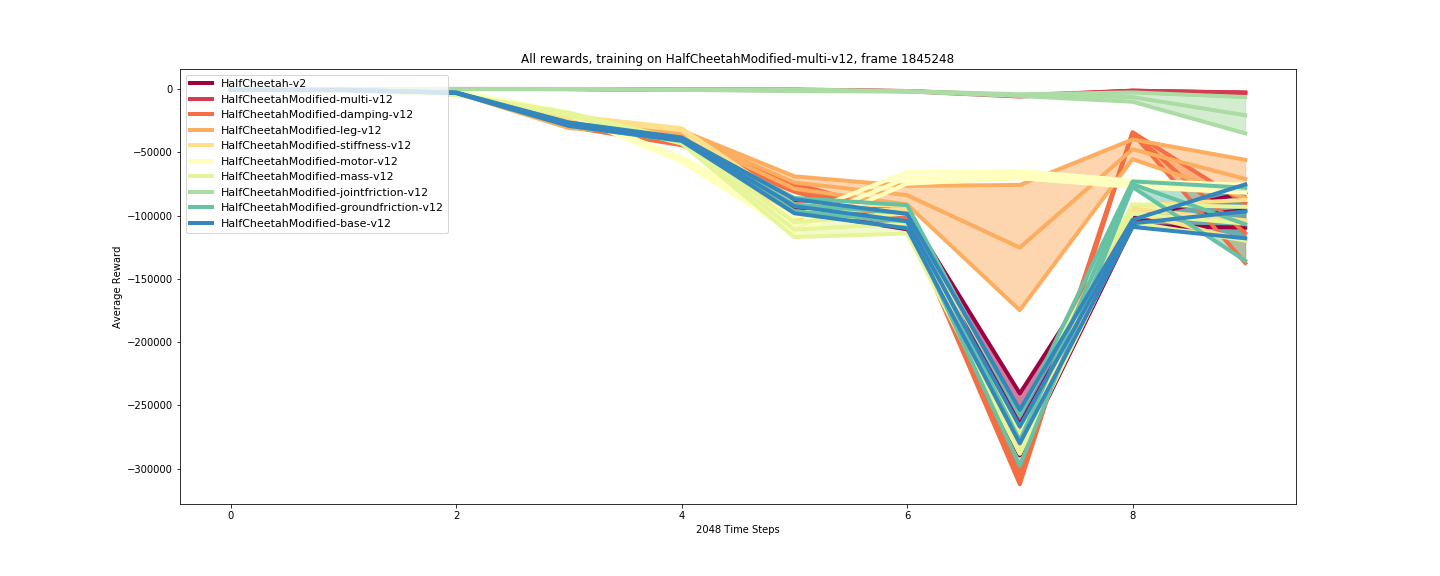 All rewards, training on HalfCheetahModified-multi-v12, frame 1845248
HalfCheetah-v2
HalfCheetahModified-multi-v12
HalfCheetahModified-damping-v12
HalfCheetahModified-leg-v12
HalfCheetahModified-stiffness-v12
HalfCheetahModified-motor-v12
HalfCheetahModified-mass-v12
HalfCheetahModified-jointfriction-v12
HalfCheetahModified-groundfriction-v12
HalfCheetahModified-base-v12
0
−50000
−100000
−150000
−200000
−250000
−300000
Average Reward
0 2 4 6 8
2048 Time Steps